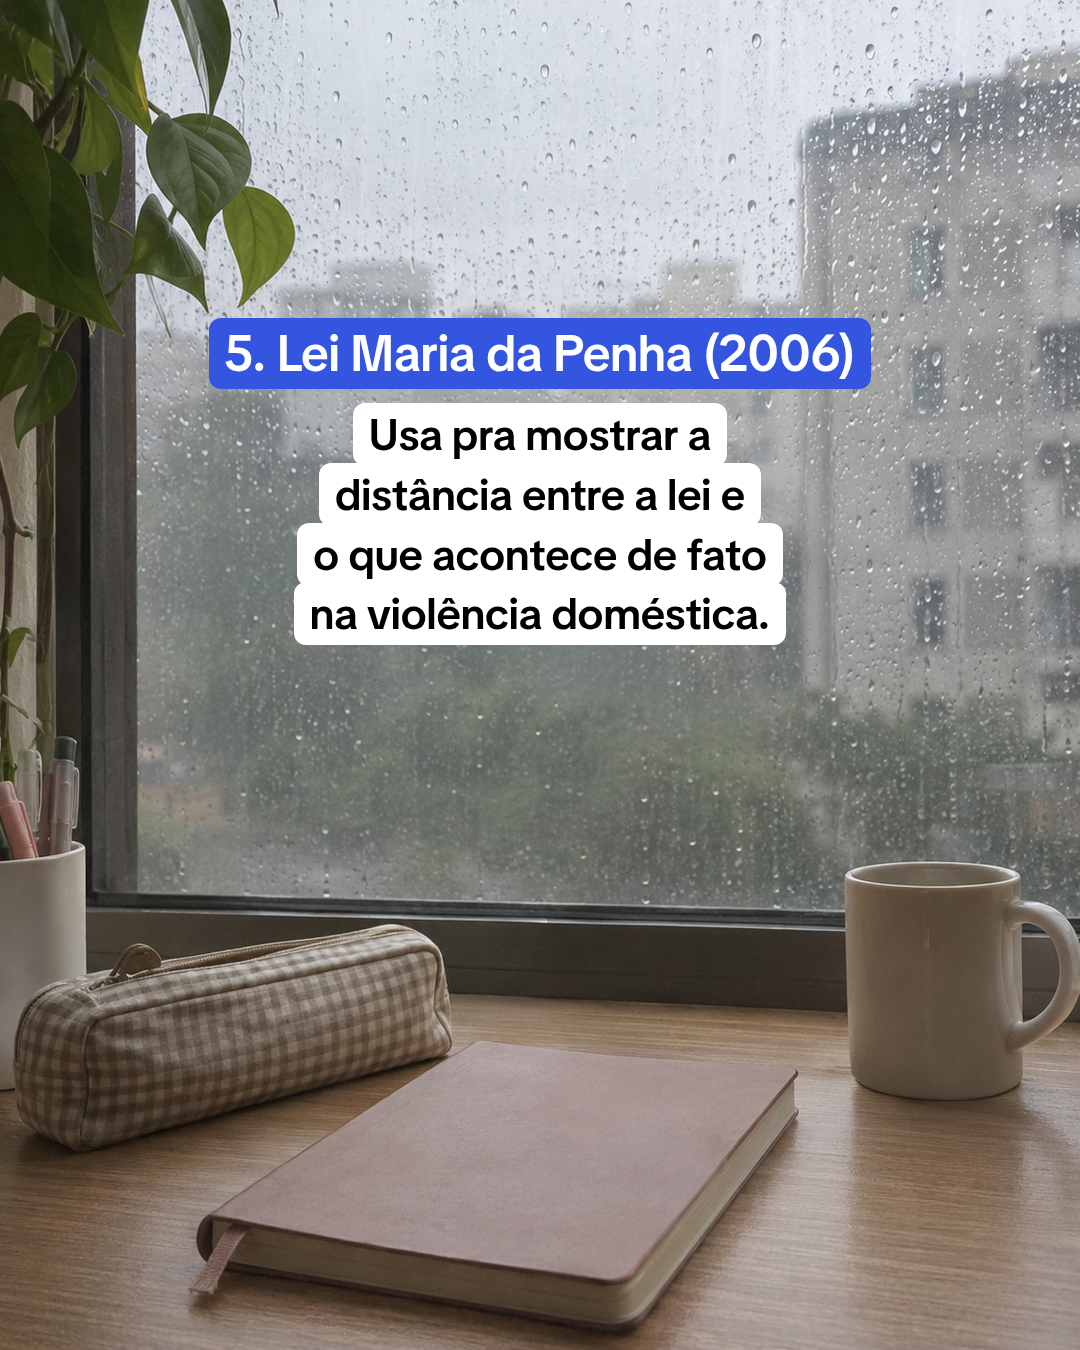 5. Lei Maria da Penha (2006)
Usa pra mostrar a
distância entre a lei e
o que acontece de fato
na violência doméstica.